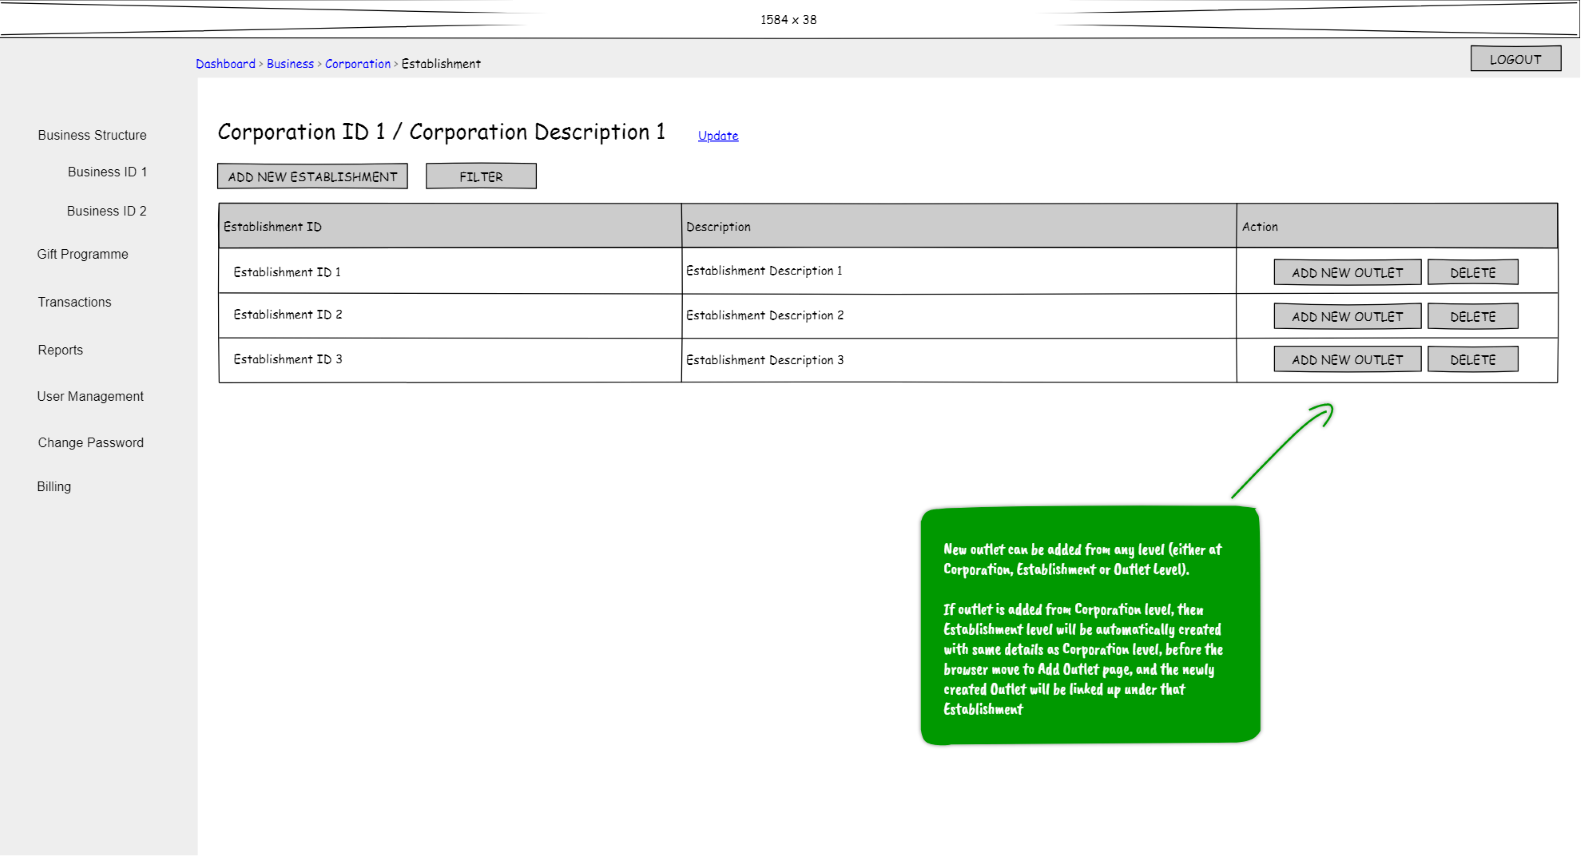 1584 x 38
Dashboard > Business > Corporation > Establishment
LOGOUT
Business Structure
Business ID 1
Business ID 2
Gift Programme
Transactions
Reports
User Management
Change Password
Billing
Corporation ID 1 / Corporation Description 1
Update
ADD NEW ESTABLISHMENT
FILTER
Establishment ID
Description
Action
Establishment ID 1
Establishment Description 1
ADD NEW OUTLET
DELETE
Establishment ID 2
Establishment Description 2
ADD NEW OUTLET
DELETE
Establishment ID 3
Establishment Description 3
ADD NEW OUTLET
DELETE
New outlet can be added from any level (either at
Corporation, Establishment or Outlet Level).
If outlet is added from Corporation level, then
Establishment level will be automatically created
with same details as Corporation level, before the
browser move to Add Outlet page, and the newly
created Outlet will be linked up under that
Establishment